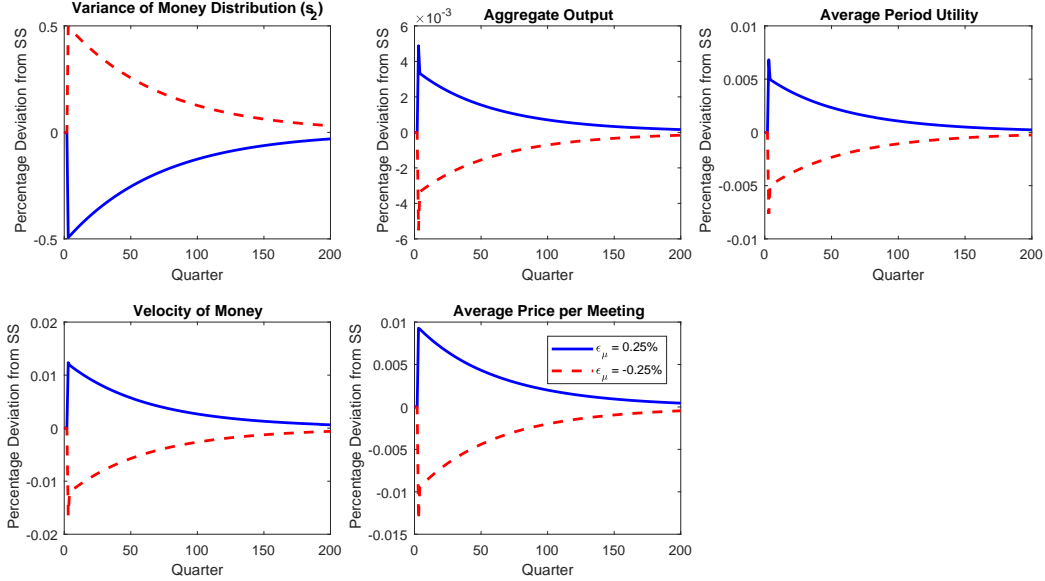 Variance of Money Distribution (s₂)
Percentage Deviation from SS
0.5
0
-0.5
0 50 100 150 200
Quarter
Aggregate Output
×10⁻³
Percentage Deviation from SS
6
4
2
0
-2
-4
-6
0 50 100 150 200
Quarter
Average Period Utility
Percentage Deviation from SS
0.01
0.005
0
-0.005
-0.01
0 50 100 150 200
Quarter
Velocity of Money
Percentage Deviation from SS
0.02
0.01
0
-0.01
-0.02
0 50 100 150 200
Quarter
Average Price per Meeting
Percentage Deviation from SS
0.01
0.005
0
-0.005
-0.01
-0.015
0 50 100 150 200
Quarter
ϵ_μ = 0.25%
ϵ_μ = -0.25%